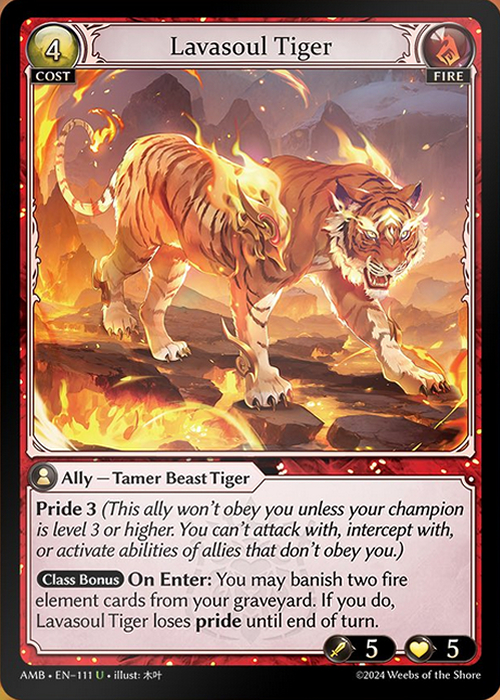 4
COST
Lavasoul Tiger
FIRE
Ally — Tamer Beast Tiger
Pride 3 (This ally won't obey you unless your champion
is level 3 or higher. You can't attack with, intercept with,
or activate abilities of allies that don't obey you.)
Class Bonus On Enter: You may banish two fire
element cards from your graveyard. If you do,
Lavasoul Tiger loses pride until end of turn.
5
5
AMB • EN-111 U • illust: 木叶
©2024 Weebs of the Shore